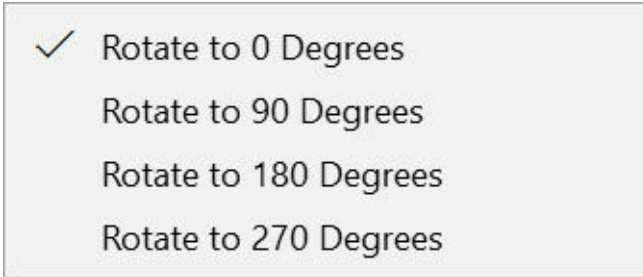 Rotate to 0 Degrees
Rotate to 90 Degrees
Rotate to 180 Degrees
Rotate to 270 Degrees